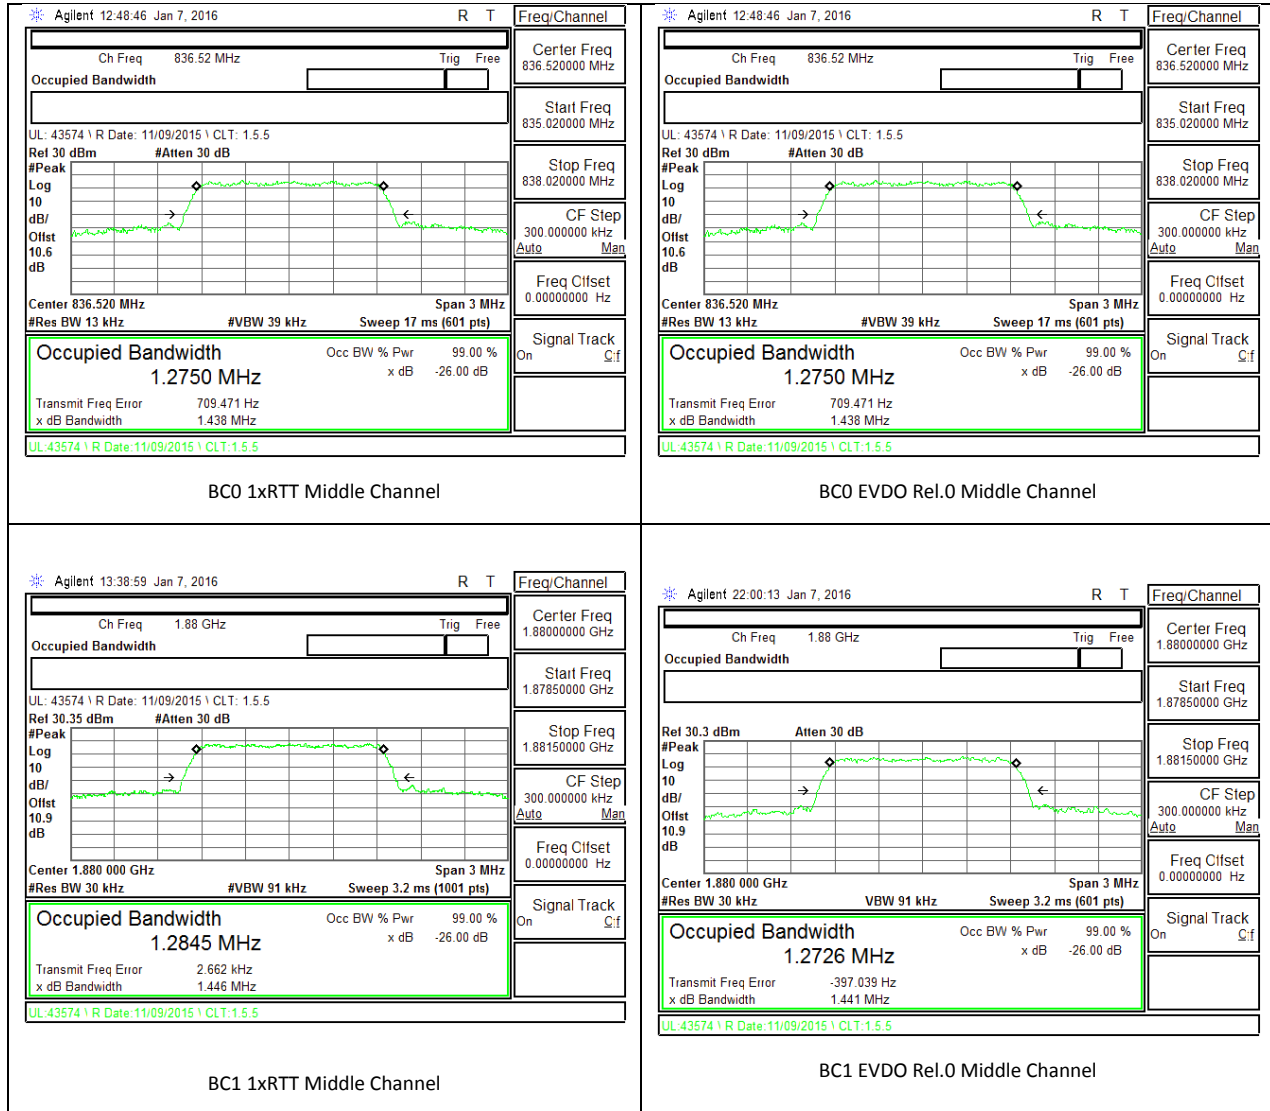 Agilent 12:48:46 Jan 7, 2016 R T Freq/Channel
Ch Freq 836.52 MHz Trig Free
Occupied Bandwidth
Center Freq
836.520000 MHz
Start Freq
835.020000 MHz
UL: 43574 \ R Date: 11/09/2015 \ CLT: 1.5.5
Ref 30 dBm #Atten 30 dB
#Peak
Log
10
dB/
Offst
10.6
dB
Stop Freq
838.020000 MHz
CF Step
300.000000 kHz
Auto Man
Freq Offset
0.00000000 Hz
Center 836.520 MHz Span 3 MHz
#Res BW 13 kHz #VBW 39 kHz Sweep 17 ms (601 pts)
Signal Track
On Off
Occupied Bandwidth Occ BW % Pwr 99.00 %
1.2750 MHz x dB -26.00 dB
Transmit Freq Error 709.471 Hz
x dB Bandwidth 1.438 MHz
UL:43574 \ R Date:11/09/2015 \ CLT:1.5.5
BC0 1xRTT Middle Channel
Agilent 12:48:46 Jan 7, 2016 R T Freq/Channel
Ch Freq 836.52 MHz Trig Free
Occupied Bandwidth
Center Freq
836.520000 MHz
Start Freq
835.020000 MHz
UL: 43574 \ R Date: 11/09/2015 \ CLT: 1.5.5
Ref 30 dBm #Atten 30 dB
#Peak
Log
10
dB/
Offst
10.6
dB
Stop Freq
838.020000 MHz
CF Step
300.000000 kHz
Auto Man
Freq Offset
0.00000000 Hz
Center 836.520 MHz Span 3 MHz
#Res BW 13 kHz #VBW 39 kHz Sweep 17 ms (601 pts)
Signal Track
On Off
Occupied Bandwidth Occ BW % Pwr 99.00 %
1.2750 MHz x dB -26.00 dB
Transmit Freq Error 709.471 Hz
x dB Bandwidth 1.438 MHz
UL:43574 \ R Date:11/09/2015 \ CLT:1.5.5
BC0 EVDO Rel.0 Middle Channel
Agilent 13:38:59 Jan 7, 2016 R T Freq/Channel
Ch Freq 1.88 GHz Trig Free
Occupied Bandwidth
Center Freq
1.88000000 GHz
Start Freq
1.87850000 GHz
UL: 43574 \ R Date: 11/09/2015 \ CLT: 1.5.5
Ref 30.35 dBm #Atten 30 dB
#Peak
Log
10
dB/
Offst
10.9
dB
Stop Freq
1.88150000 GHz
CF Step
300.000000 kHz
Auto Man
Freq Offset
0.00000000 Hz
Center 1.880 000 GHz Span 3 MHz
#Res BW 30 kHz #VBW 91 kHz Sweep 3.2 ms (1001 pts)
Signal Track
On Off
Occupied Bandwidth Occ BW % Pwr 99.00 %
1.2845 MHz x dB -26.00 dB
Transmit Freq Error 2.662 kHz
x dB Bandwidth 1.446 MHz
UL:43574 \ R Date:11/09/2015 \ CLT:1.5.5
BC1 1xRTT Middle Channel
Agilent 22:00:13 Jan 7, 2016 R T Freq/Channel
Ch Freq 1.88 GHz Trig Free
Occupied Bandwidth
Center Freq
1.88000000 GHz
Start Freq
1.87850000 GHz
Ref 30.3 dBm Atten 30 dB
#Peak
Log
10
dB/
Offst
10.9
dB
Stop Freq
1.88150000 GHz
CF Step
300.000000 kHz
Auto Man
Freq Offset
0.00000000 Hz
Center 1.880 000 GHz Span 3 MHz
#Res BW 30 kHz VBW 91 kHz Sweep 3.2 ms (601 pts)
Signal Track
On Off
Occupied Bandwidth Occ BW % Pwr 99.00 %
1.2726 MHz x dB -26.00 dB
Transmit Freq Error -397.039 Hz
x dB Bandwidth 1.441 MHz
UL:43574 \ R Date:11/09/2015 \ CLT:1.5.5
BC1 EVDO Rel.0 Middle Channel